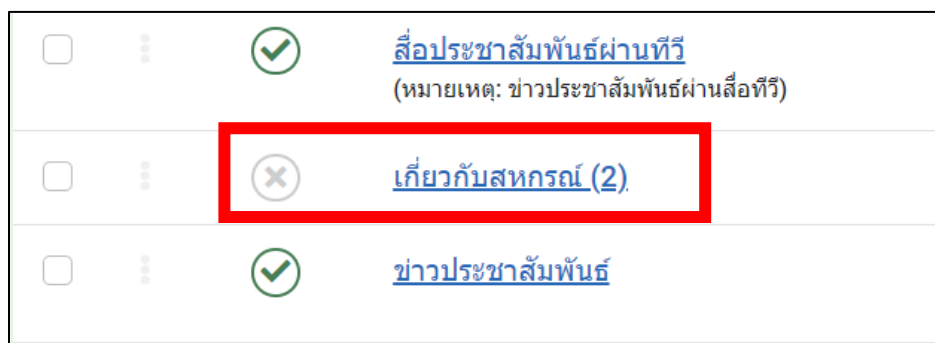 สื่อประชาสัมพันธ์ผ่านทีวี
(หมายเหตุ: ข่าวประชาสัมพันธ์ผ่านสื่อทีวี)
เกี่ยวกับสหกรณ์ (2)
ข่าวประชาสัมพันธ์